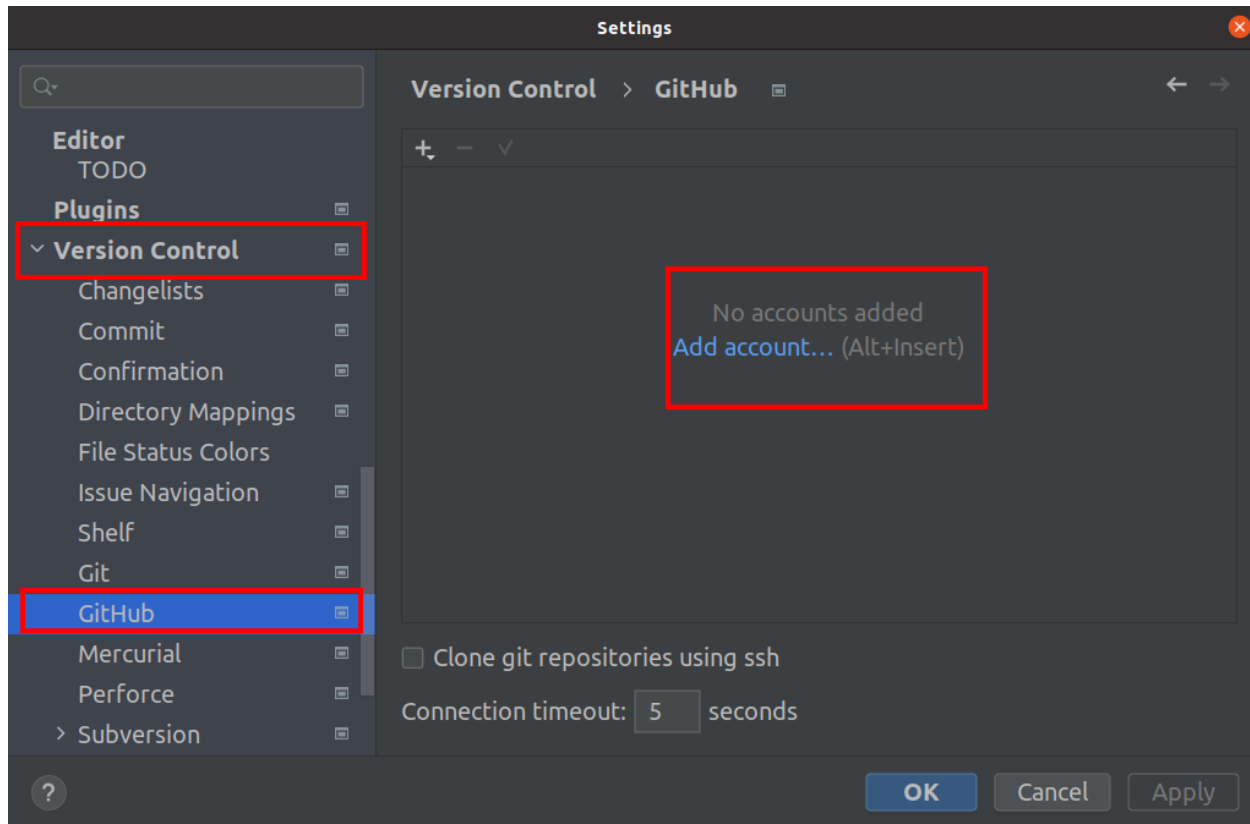 Settings
Editor
TODO
Plugins
Version Control
Changelists
Commit
Confirmation
Directory Mappings
File Status Colors
Issue Navigation
Shelf
Git
GitHub
Mercurial
Perforce
Subversion
?
Version Control > GitHub
No accounts added
Add account... (Alt+Insert)
Clone git repositories using ssh
Connection timeout: 5 seconds
OK Cancel Apply